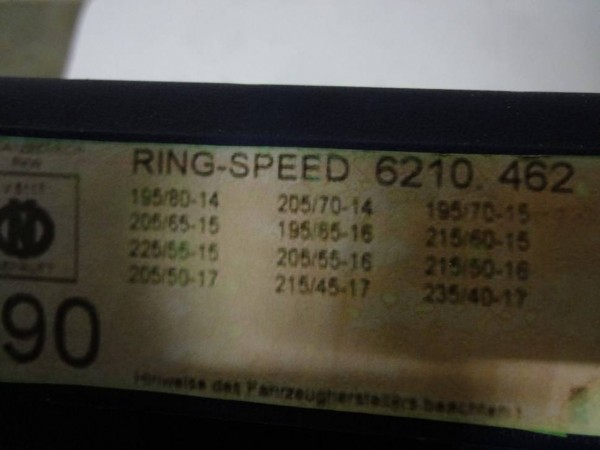 RING-SPEED 6210. 462
195/80-14 205/70-14 195/70-15
205/65-15 195/65-16 215/60-15
225/55-15 205/55-16 215/50-16
205/50-17 215/45-17 235/40-17
90
Hinweise des Fahrzeugherstellers beachten !